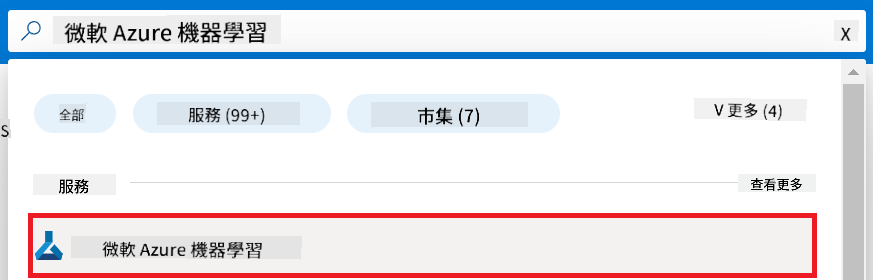 微軟 Azure 機器學習 X
全部 服務 (99+) 市集 (7) V 更多 (4)
S
服務 查看更多
微軟 Azure 機器學習